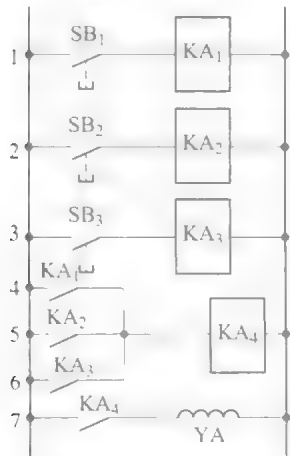 SB₁
1 KA₁
SB₂
2 KA₂
SB₃
3 KA₃
KA₁
4
KA₂
5 KA₄
KA₃
6
KA₄
7
YA